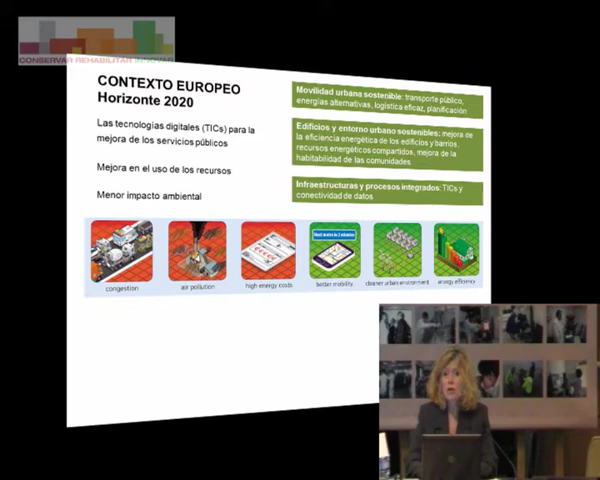 CONSERVAR REHABILITAR INNOVAR
CONTEXTO EUROPEO
Horizonte 2020
Las tecnologías digitales (TICs) para la
mejora de los servicios públicos
Mejora en el uso de los recursos
Menor impacto ambiental
Movilidad urbana sostenible: transporte público,
energías alternativas, logística eficaz, planificación
Edificios y entorno urbano sostenibles: mejora de
la eficiencia energética de los edificios y barrios,
recursos energéticos compartidos, mejora de la
habitabilidad de las comunidades
Infraestructuras y procesos integrados: TICs y
conectividad de datos
congestion
air pollution
high energy costs
better mobility
cleaner urban environment
energy efficiency